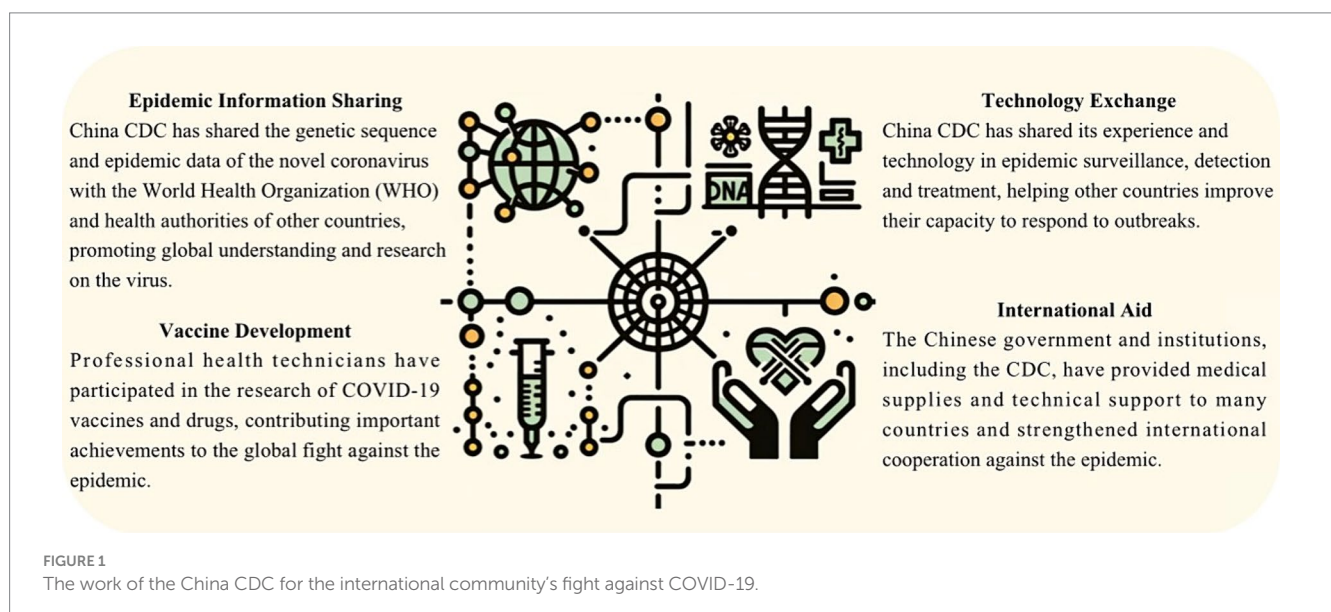 Epidemic Information Sharing
China CDC has shared the genetic sequence
and epidemic data of the novel coronavirus
with the World Health Organization (WHO)
and health authorities of other countries,
promoting global understanding and research
on the virus.
Vaccine Development
Professional health technicians have
participated in the research of COVID-19
vaccines and drugs, contributing important
achievements to the global fight against the
epidemic.
DNA
Technology Exchange
China CDC has shared its experience and
technology in epidemic surveillance, detection
and treatment, helping other countries improve
their capacity to respond to outbreaks.
International Aid
The Chinese government and institutions,
including the CDC, have provided medical
supplies and technical support to many
countries and strengthened international
cooperation against the epidemic.
FIGURE 1
The work of the China CDC for the international community's fight against COVID-19.